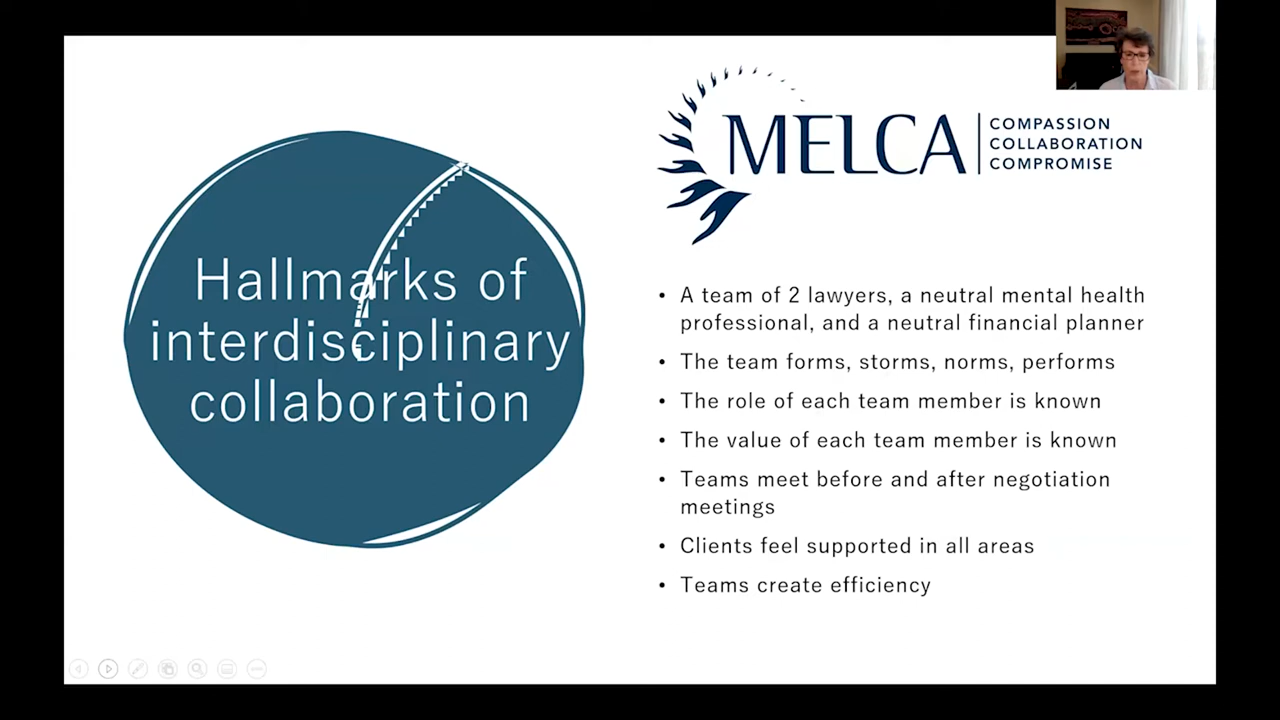 Hallmarks of
interdisciplinary
collaboration
MELCA
COMPASSION
COLLABORATION
COMPROMISE
• A team of 2 lawyers, a neutral mental health
professional, and a neutral financial planner
• The team forms, storms, norms, performs
• The role of each team member is known
• The value of each team member is known
• Teams meet before and after negotiation
meetings
• Clients feel supported in all areas
• Teams create efficiency